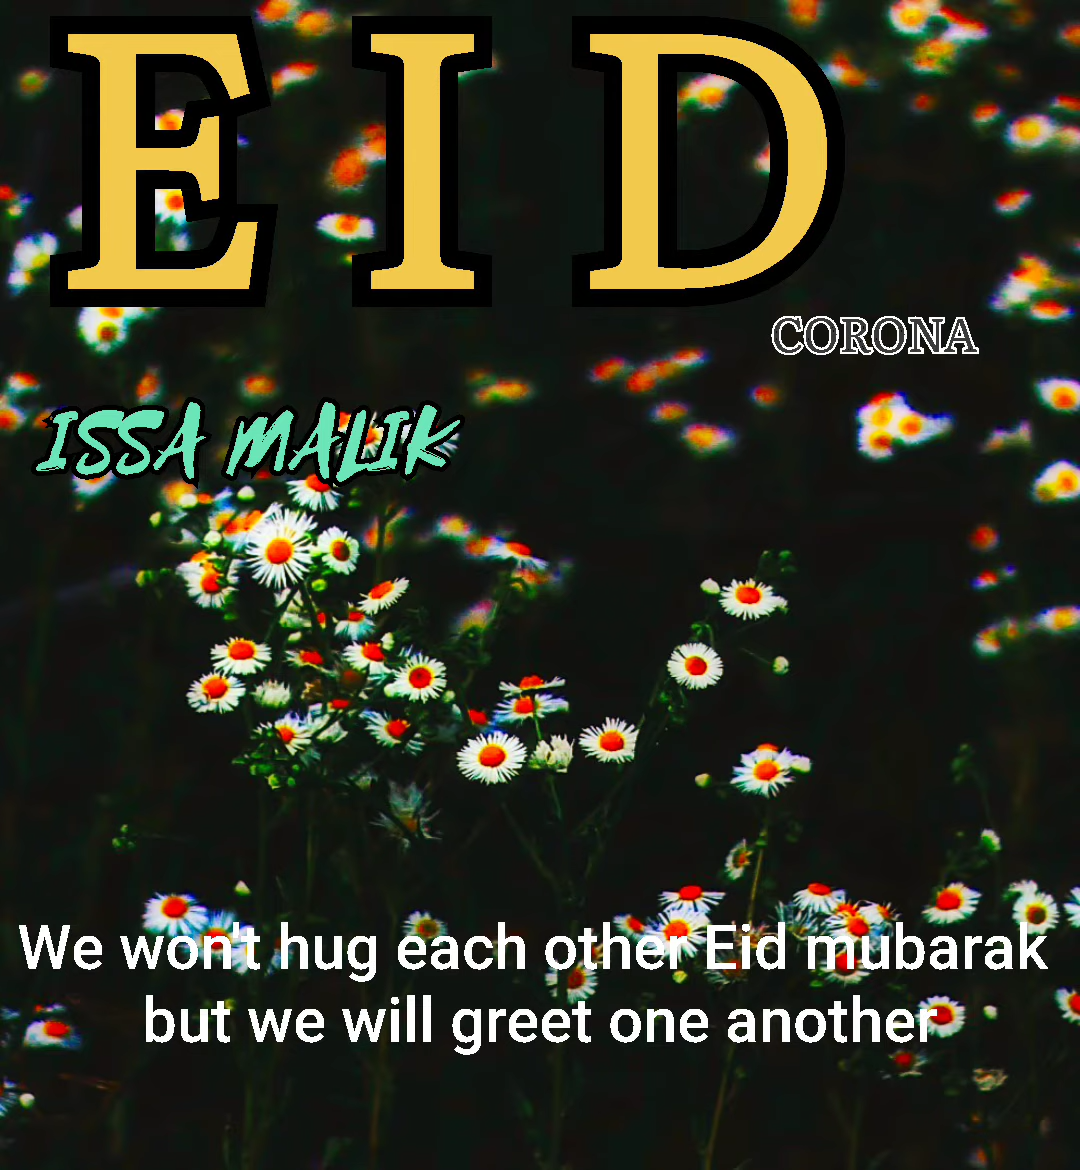 EID
CORONA
ISSA MALIK
We won't hug each other Eid mubarak
but we will greet one another